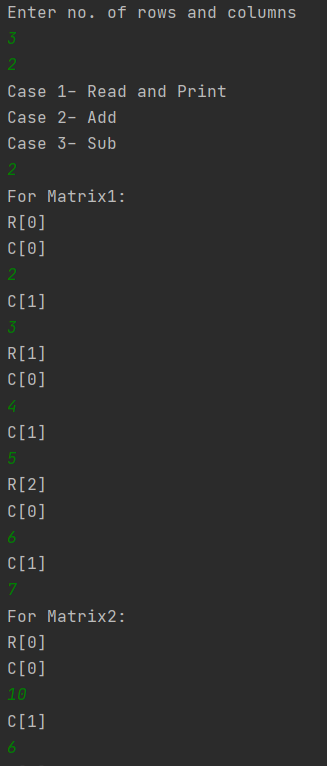 Enter no. of rows and columns
3
2
Case 1- Read and Print
Case 2- Add
Case 3- Sub
2
For Matrix1:
R[0]
C[0]
2
C[1]
3
R[1]
C[0]
4
C[1]
5
R[2]
C[0]
6
C[1]
7
For Matrix2:
R[0]
C[0]
10
C[1]
6